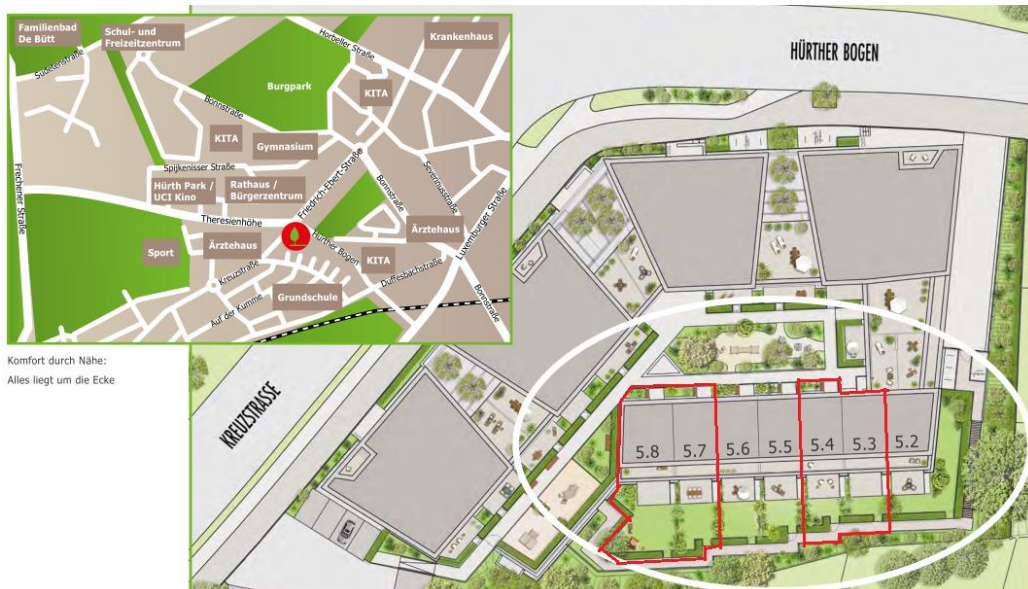 Familienbad
De Bütt
Schul- und
Freizeitzentrum
Horbeller Straße
Krankenhaus
Sudetenstraße
Burgpark
KITA
Bonnstraße
KITA
Gymnasium
Spijkenisser Straße
Friedrich-Ebert-Straße
Bonnstraße
Severinusstraße
Frechener Straße
Hürth Park /
UCI Kino
Rathaus /
Bürgerzentrum
Theresienhöhe
Ärztehaus
Luxemburger Straße
Sport
Ärztehaus
Hürther Bogen
KITA
Kreuzstraße
Duffesbachstraße
Grundschule
Auf der Kumme
Bonnstraße
Komfort durch Nähe:
Alles liegt um die Ecke
HÜRTHER BOGEN
KREUZSTRASSE
5.8 5.7 5.6 5.5 5.4 5.3 5.2